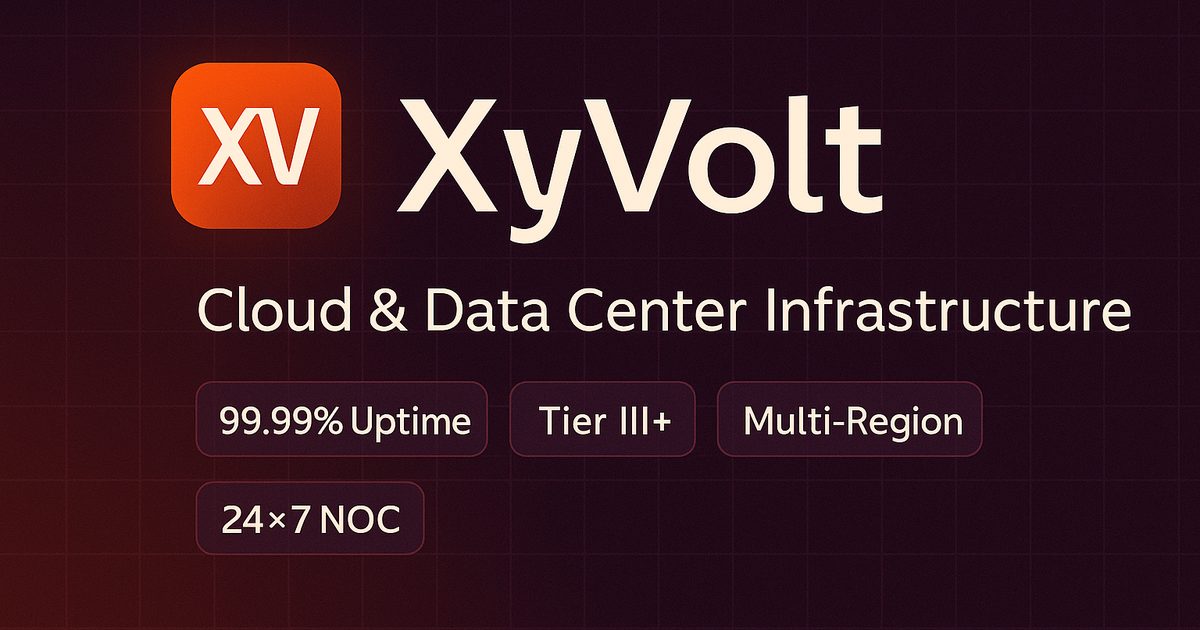 XV
XyVolt
Cloud & Data Center Infrastructure
99.99% Uptime
Tier III+
Multi-Region
24×7 NOC